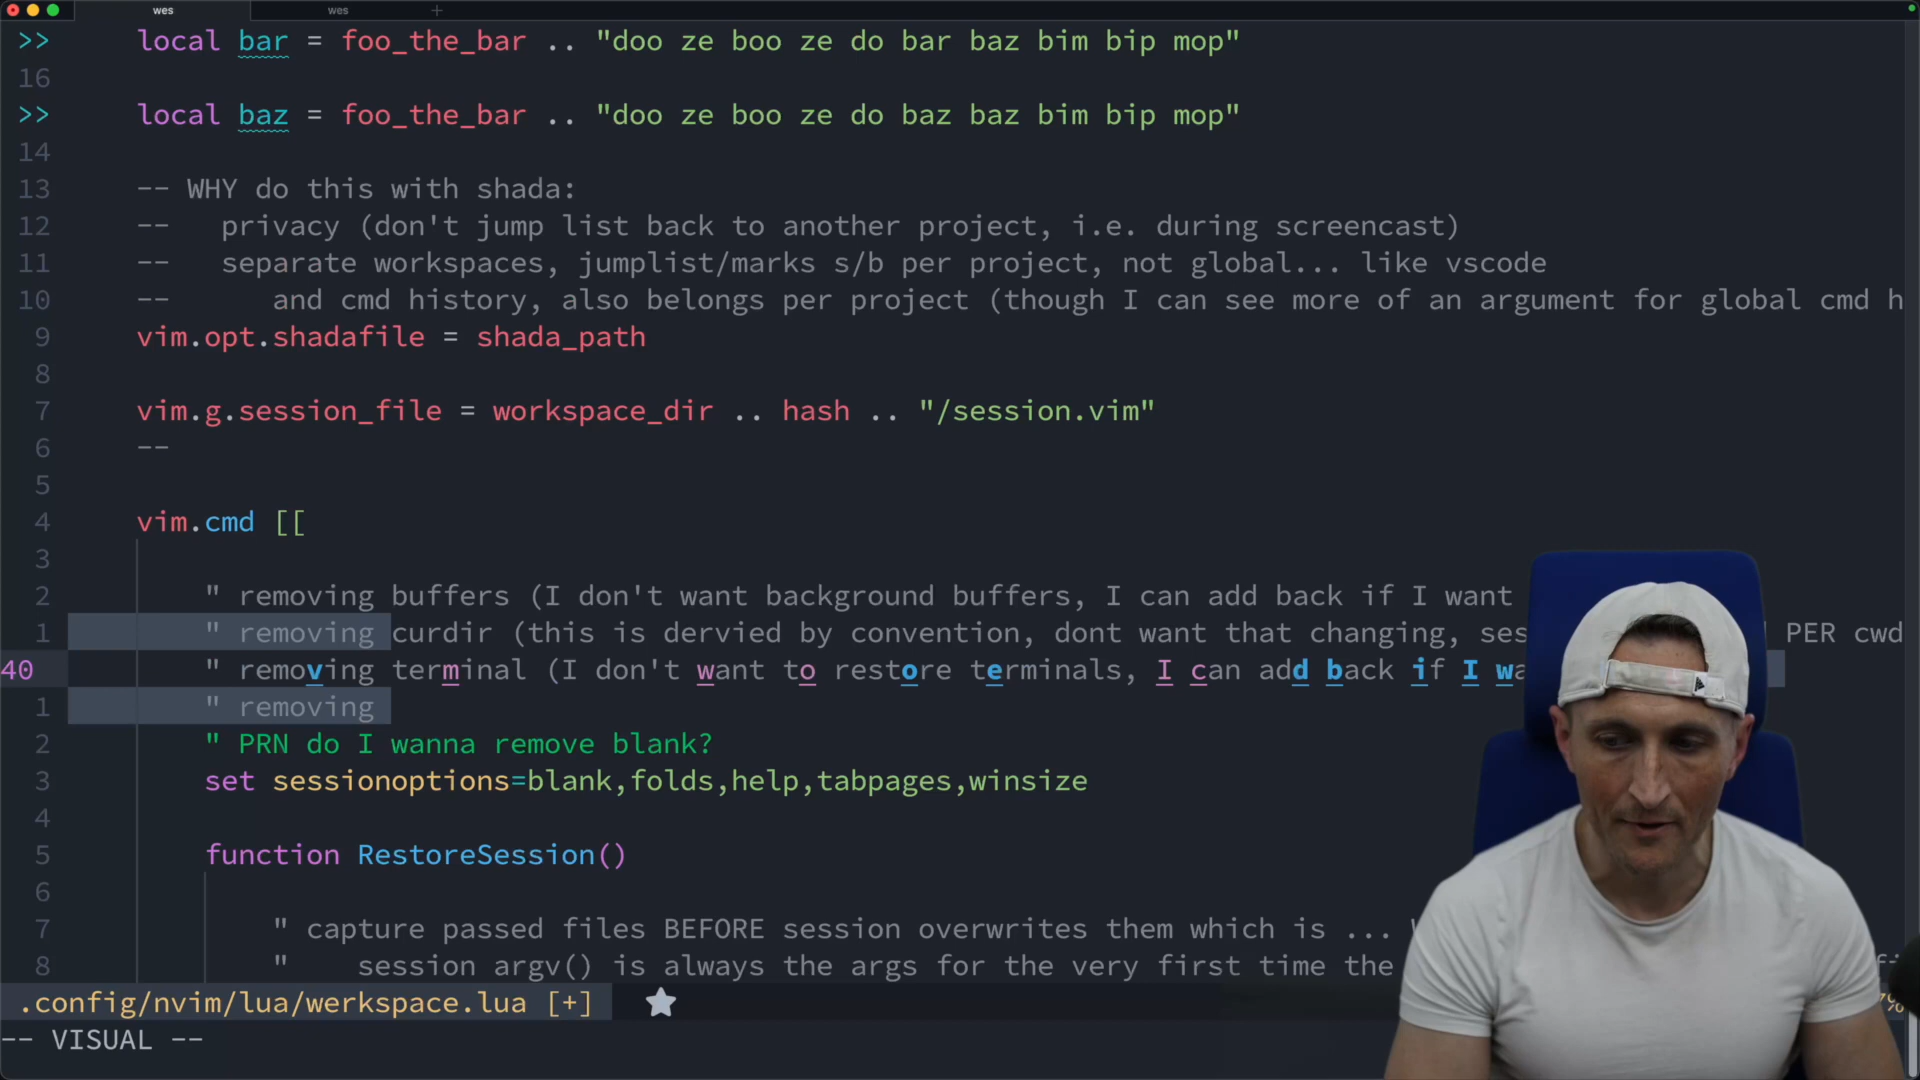 wes
wes
+
>> local bar = foo_the_bar .. "doo ze boo ze do bar baz bim bip mop"
16
>> local baz = foo_the_bar .. "doo ze boo ze do baz baz bim bip mop"
14
13 -- WHY do this with shada:
12 --   privacy (don't jump list back to another project, i.e. during screencast)
11 --   separate workspaces, jumplist/marks s/b per project, not global... like vscode
10 --      and cmd history, also belongs per project (though I can see more of an argument for global cmd h
9 vim.opt.shadafile = shada_path
8
7 vim.g.session_file = workspace_dir .. hash .. "/session.vim"
6 --
5
4 vim.cmd [[
3
2 " removing buffers (I don't want background buffers, I can add back if I want
1 " removing curdir (this is dervied by convention, dont want that changing, ses PER cwd
40 " removing terminal (I don't want to restore terminals, I can add back if I wa
1 " removing
2 " PRN do I wanna remove blank?
3 set sessionoptions=blank,folds,help,tabpages,winsize
4
5 function RestoreSession()
6
7 " capture passed files BEFORE session overwrites them which is ...
8 "    session argv() is always the args for the very first time the
.config/nvim/lua/werkspace.lua [+]
-- VISUAL --